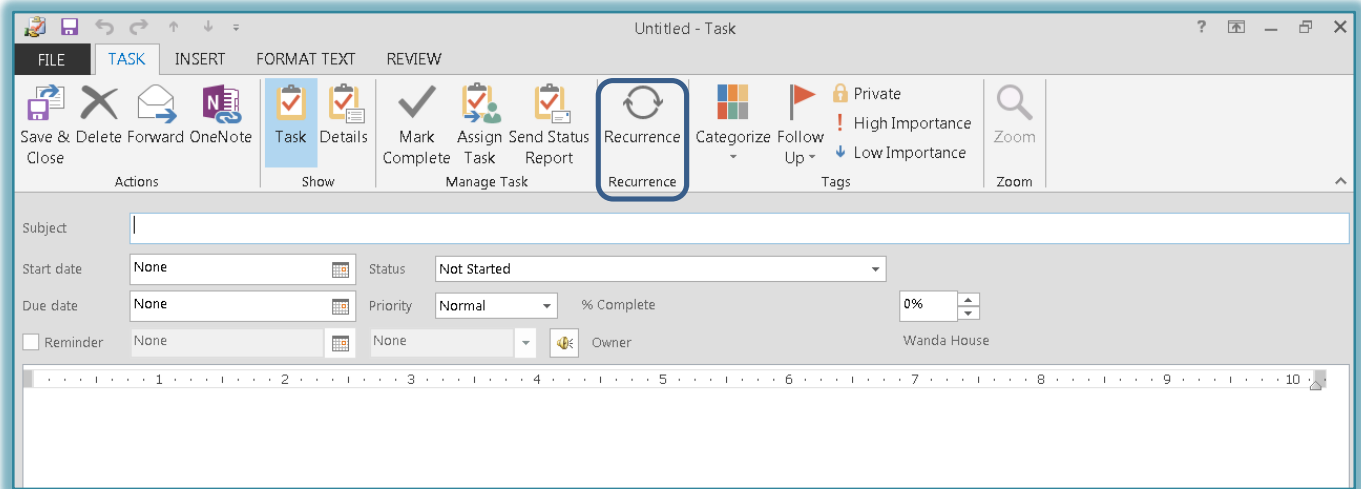 Untitled - Task
?
FILE TASK INSERT FORMAT TEXT REVIEW
Save & Close
Delete
Forward
OneNote
Actions
Task
Details
Show
Mark Complete
Assign Task
Send Status Report
Manage Task
Recurrence
Recurrence
Categorize
Follow Up
Private
High Importance
Low Importance
Tags
Zoom
Zoom
Subject
Start date None Status Not Started
Due date None Priority Normal % Complete 0%
Reminder None None Owner Wanda House
1 2 3 4 5 6 7 8 9 10